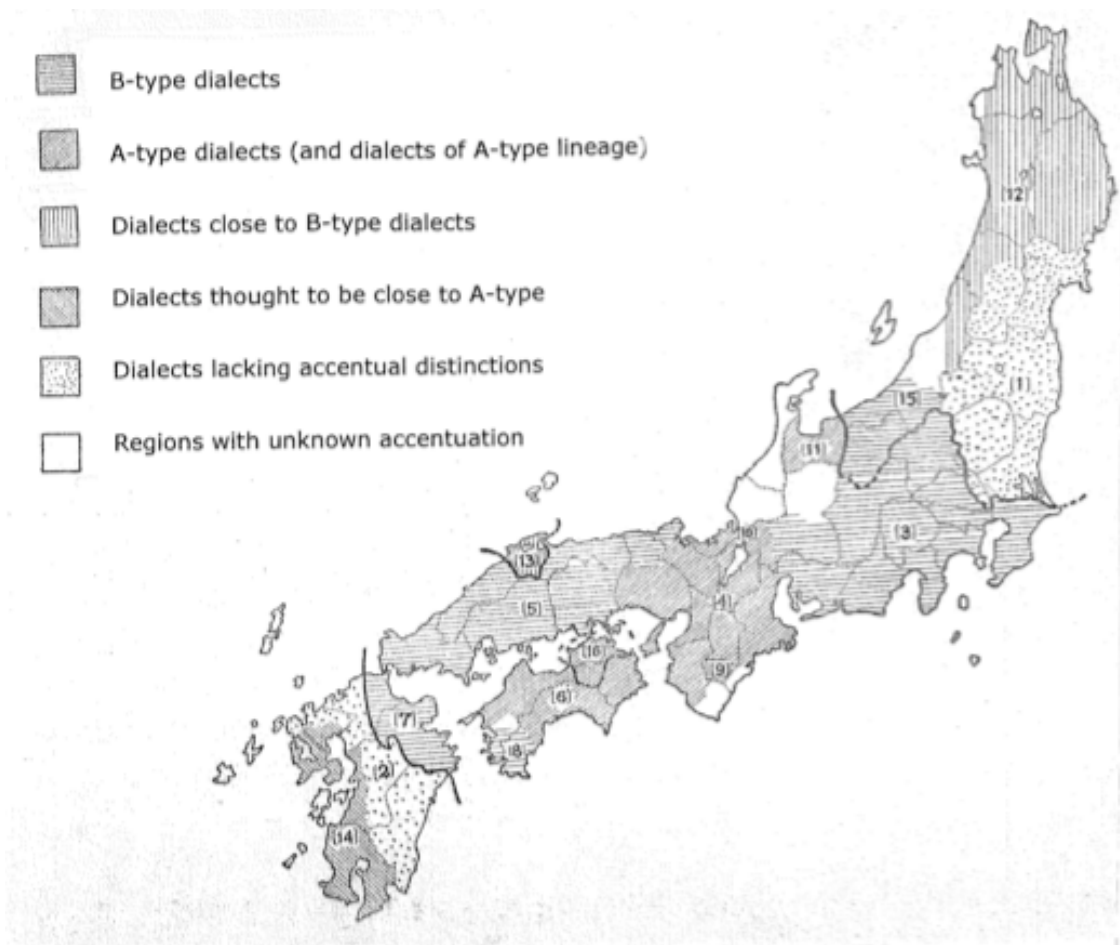 B-type dialects
A-type dialects (and dialects of A-type lineage)
Dialects close to B-type dialects
Dialects thought to be close to A-type
Dialects lacking accentual distinctions
Regions with unknown accentuation
(12)
(1)
(15)
(11)
(3)
(13)
(4)
(5)
(16)
(9)
(6)
(7)
(8)
(2)
(14)